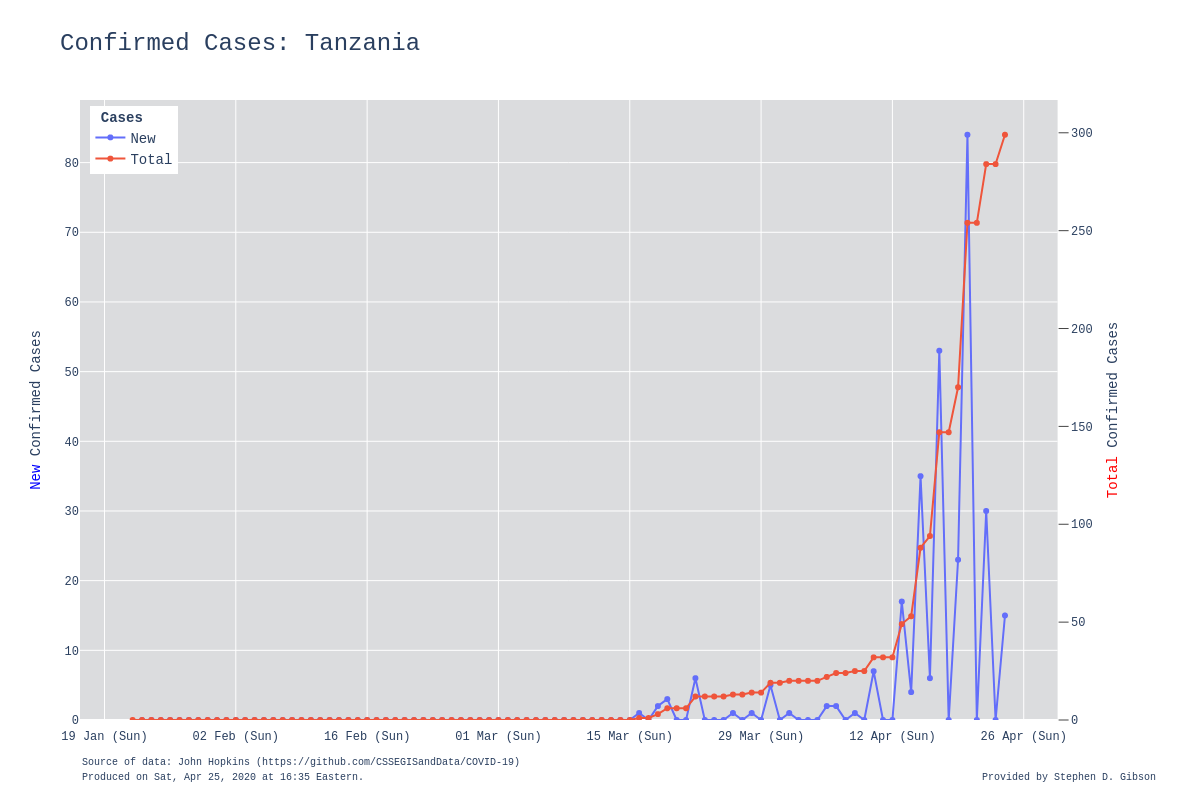 Confirmed Cases: Tanzania
Cases
New
Total
80
70
60
50
40
30
20
10
0
300
250
200
150
100
50
0
New Confirmed Cases
Total Confirmed Cases
19 Jan (Sun)
02 Feb (Sun)
16 Feb (Sun)
01 Mar (Sun)
15 Mar (Sun)
29 Mar (Sun)
12 Apr (Sun)
26 Apr (Sun)
Source of data: John Hopkins (https://github.com/CSSEGISandData/COVID-19)
Produced on Sat, Apr 25, 2020 at 16:35 Eastern.
Provided by Stephen D. Gibson